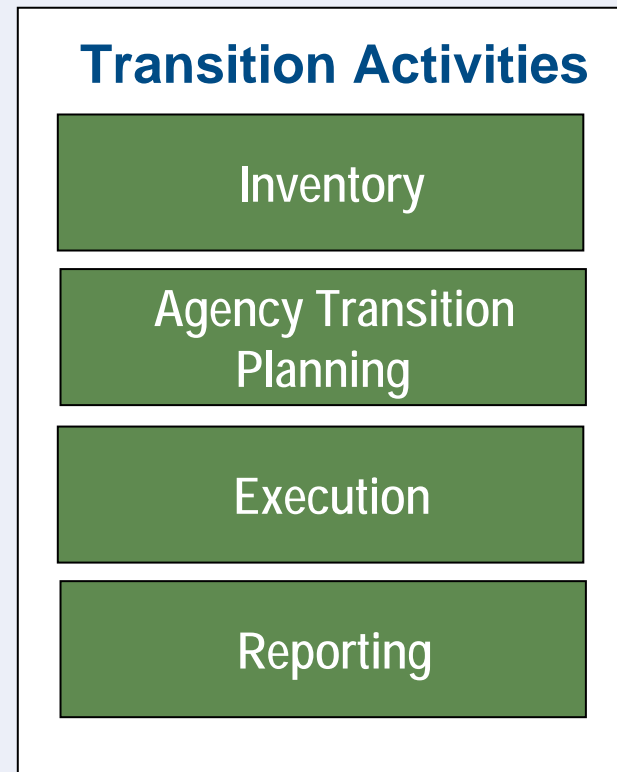 Transition Activities
Inventory
Agency Transition
Planning
Execution
Reporting